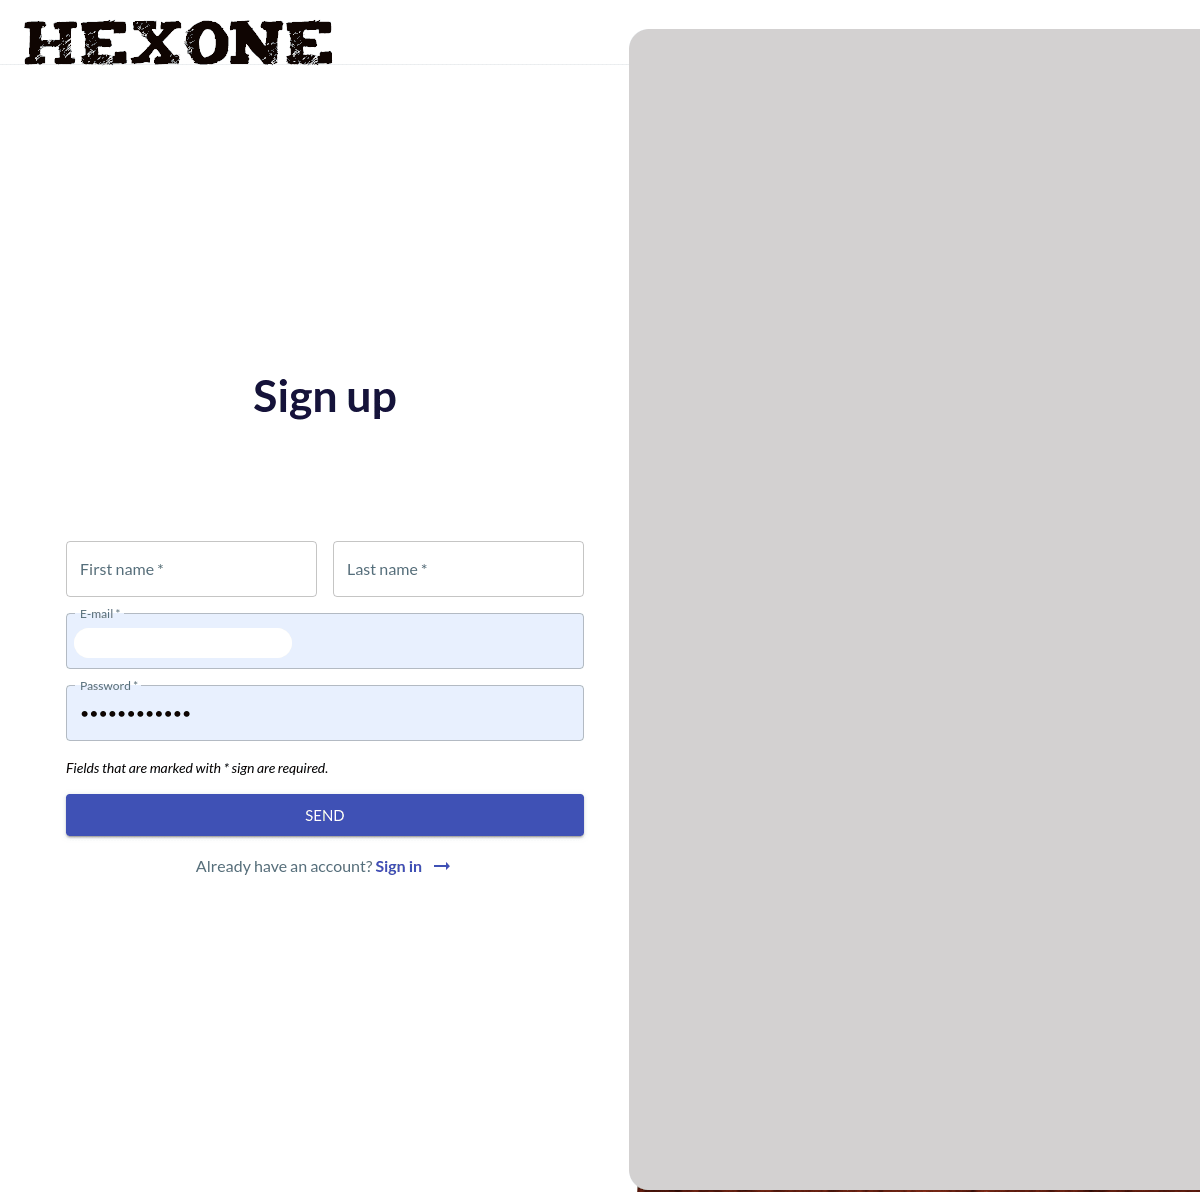 HEXONE
Sign up
First name *
Last name *
E-mail *
Password *
••••••••••••
Fields that are marked with * sign are required.
SEND
Already have an account? Sign in →